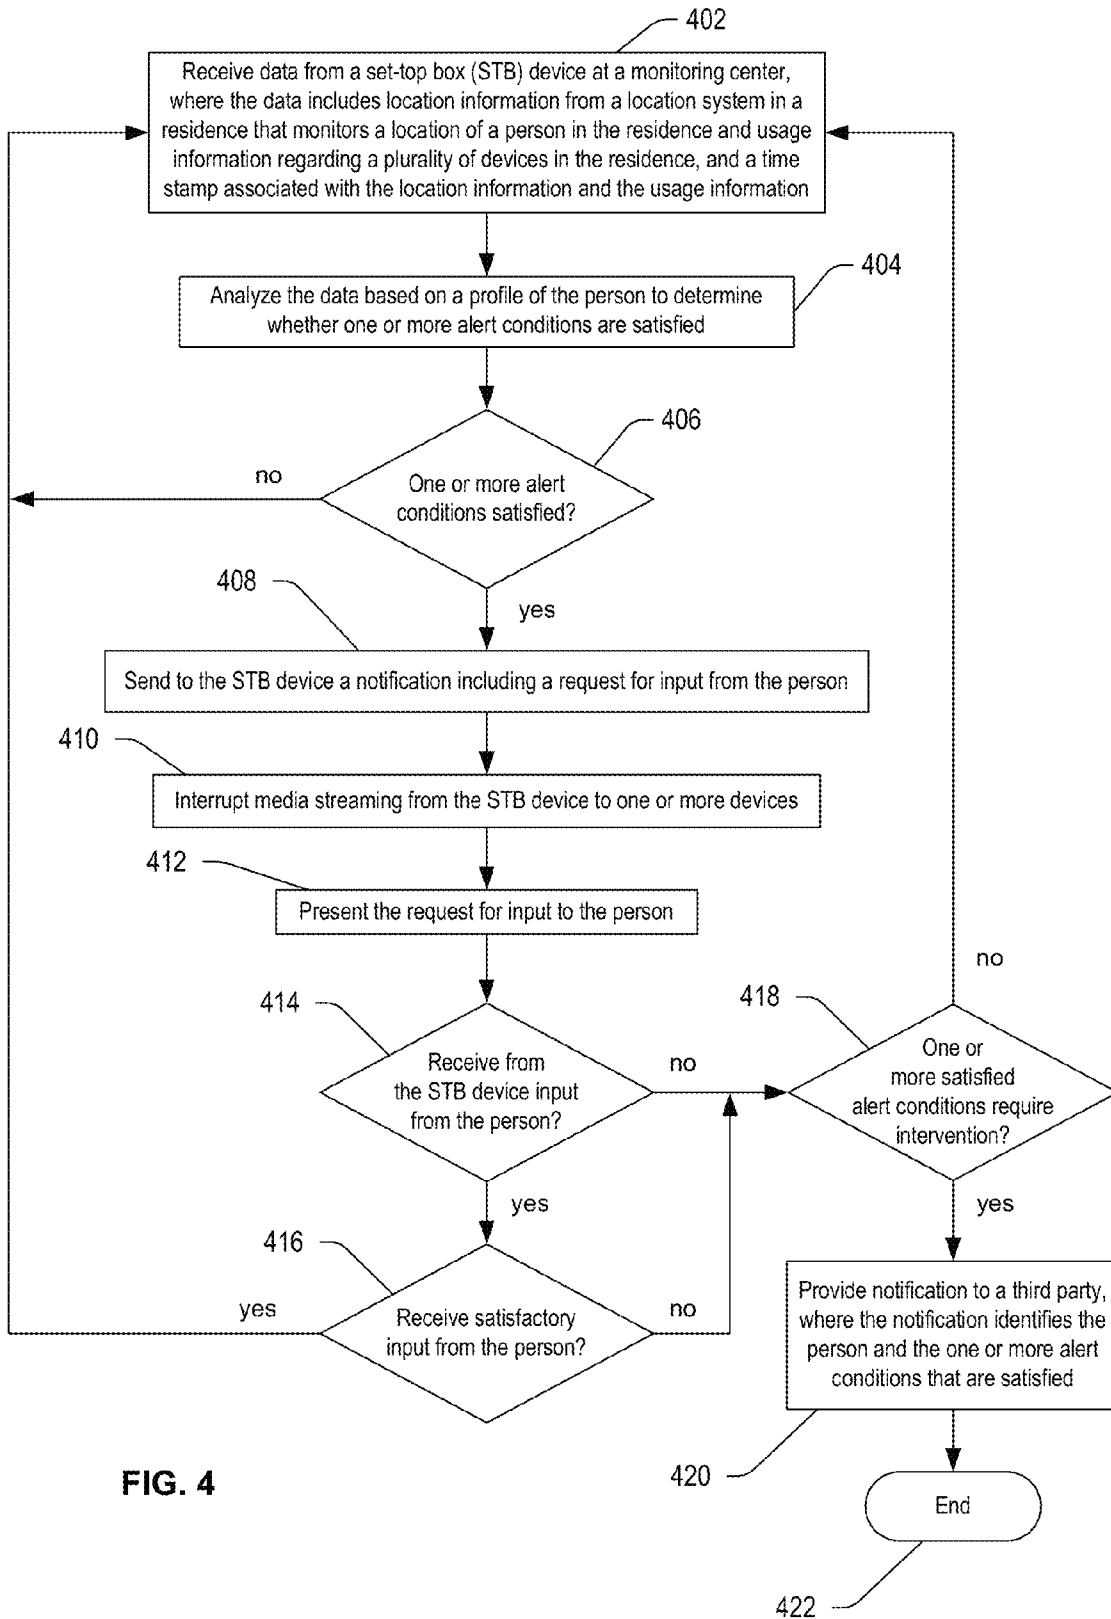 402
Receive data from a set-top box (STB) device at a monitoring center,
where the data includes location information from a location system in a
residence that monitors a location of a person in the residence and usage
information regarding a plurality of devices in the residence, and a time
stamp associated with the location information and the usage information
404
Analyze the data based on a profile of the person to determine
whether one or more alert conditions are satisfied
406
no
One or more alert
conditions satisfied?
408
yes
Send to the STB device a notification including a request for input from the person
410
Interrupt media streaming from the STB device to one or more devices
412
Present the request for input to the person
no
414
418
Receive from
the STB device input
from the person?
no
One or
more satisfied
alert conditions require
intervention?
yes
yes
416
yes
Receive satisfactory
input from the person?
no
Provide notification to a third party,
where the notification identifies the
person and the one or more alert
conditions that are satisfied
420
FIG. 4
End
422